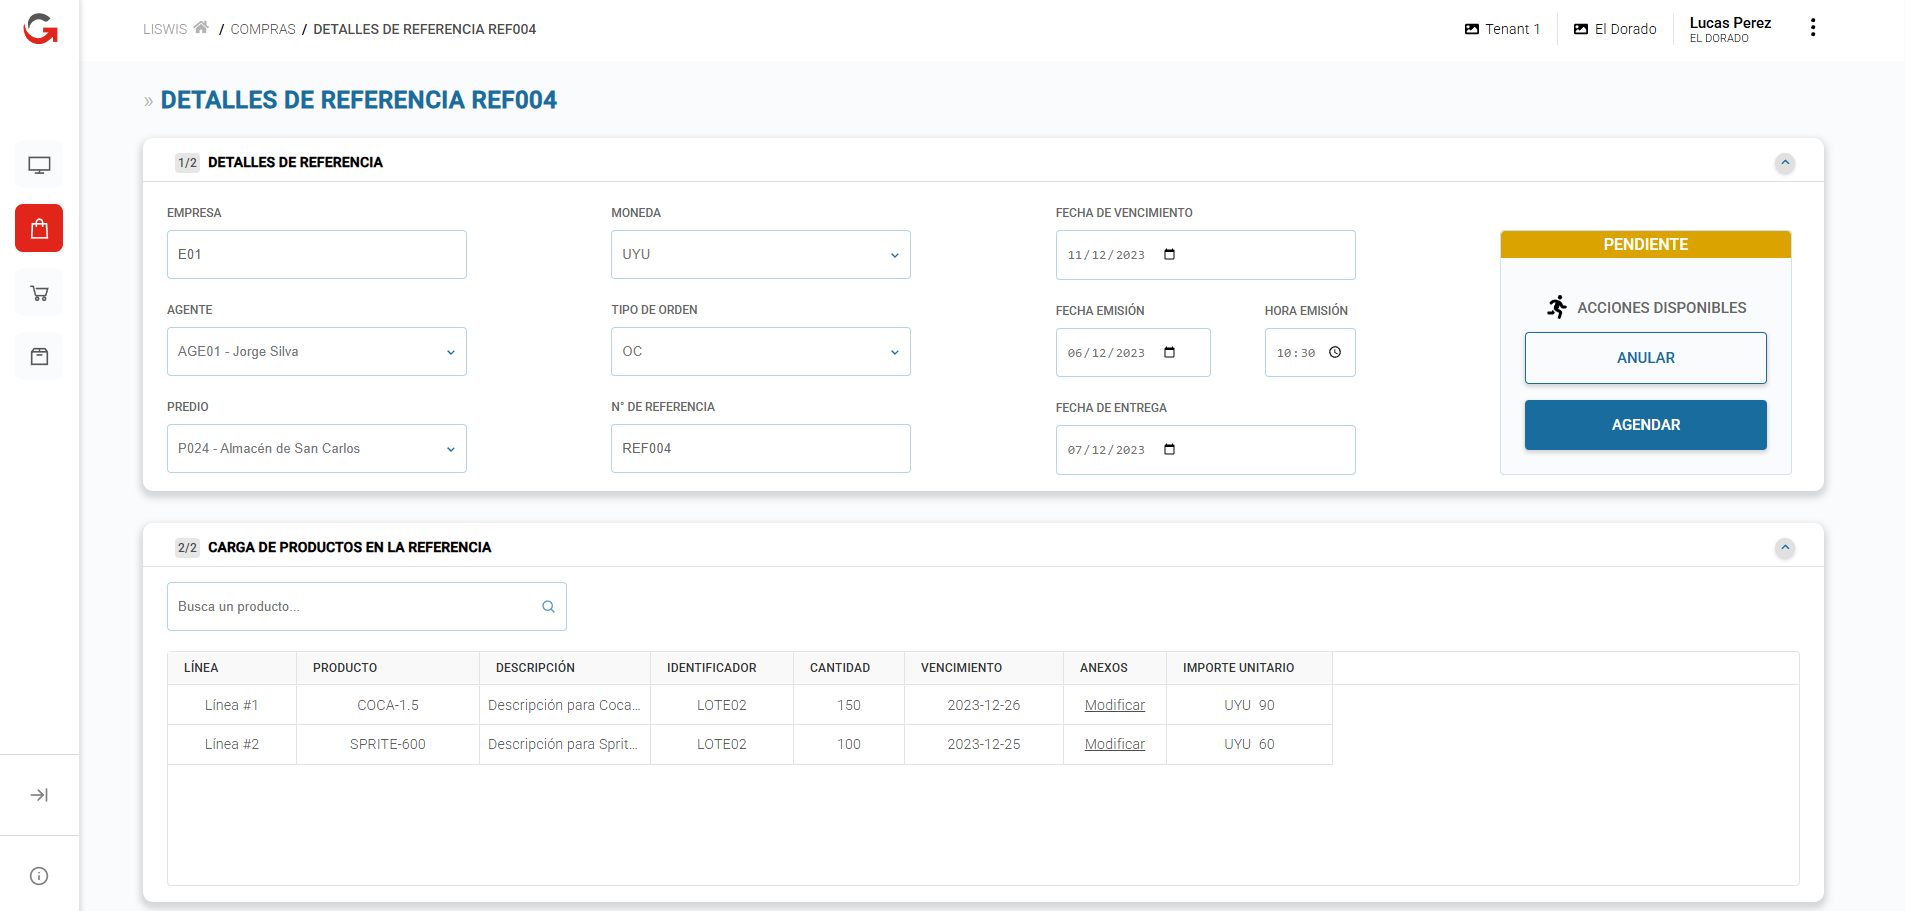 LISWIS / COMPRAS / DETALLES DE REFERENCIA REF004
Tenant 1
El Dorado
Lucas Perez
EL DORADO
» DETALLES DE REFERENCIA REF004
1/2 DETALLES DE REFERENCIA
EMPRESA
E01
AGENTE
AGE01 - Jorge Silva
PREDIO
P024 - Almacén de San Carlos
MONEDA
UYU
TIPO DE ORDEN
OC
N° DE REFERENCIA
REF004
FECHA DE VENCIMIENTO
11/12/2023
FECHA EMISIÓN
06/12/2023
HORA EMISIÓN
10:30
FECHA DE ENTREGA
07/12/2023
PENDIENTE
ACCIONES DISPONIBLES
ANULAR
AGENDAR
2/2 CARGA DE PRODUCTOS EN LA REFERENCIA
Busca un producto...
LÍNEA PRODUCTO DESCRIPCIÓN IDENTIFICADOR CANTIDAD VENCIMIENTO ANEXOS IMPORTE UNITARIO
Línea #1 COCA-1.5 Descripción para Coca... LOTE02 150 2023-12-26 Modificar UYU 90
Línea #2 SPRITE-600 Descripción para Sprit... LOTE02 100 2023-12-25 Modificar UYU 60